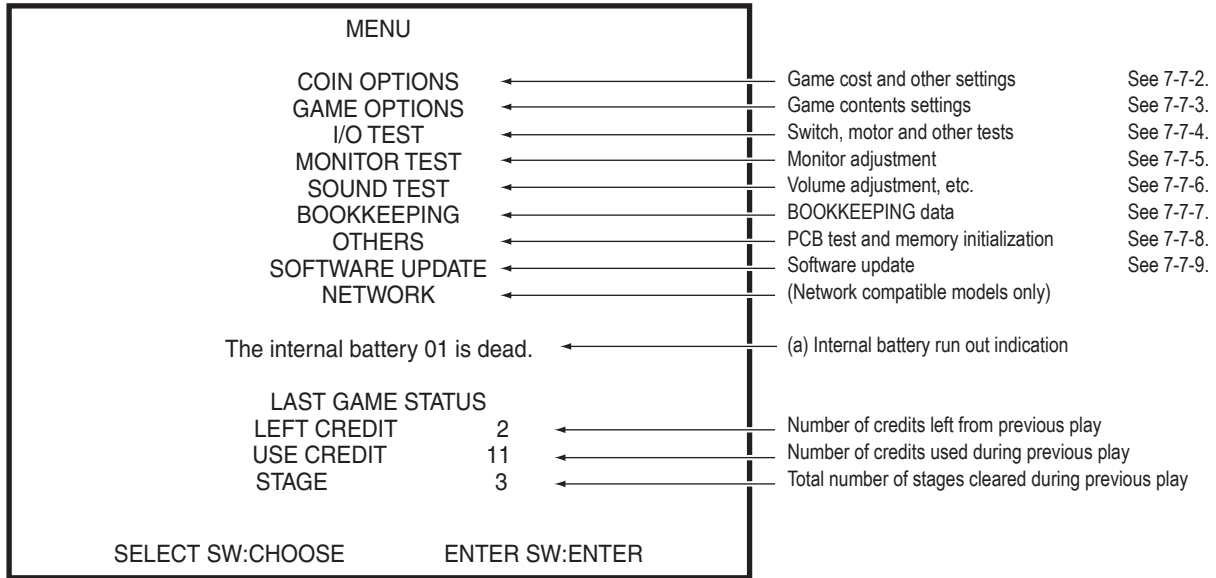 MENU
COIN OPTIONS Game cost and other settings See 7-7-2.
GAME OPTIONS Game contents settings See 7-7-3.
I/O TEST Switch, motor and other tests See 7-7-4.
MONITOR TEST Monitor adjustment See 7-7-5.
SOUND TEST Volume adjustment, etc. See 7-7-6.
BOOKKEEPING BOOKKEEPING data See 7-7-7.
OTHERS PCB test and memory initialization See 7-7-8.
SOFTWARE UPDATE Software update See 7-7-9.
NETWORK (Network compatible models only)
The internal battery 01 is dead. (a) Internal battery run out indication
LAST GAME STATUS
LEFT CREDIT 2 Number of credits left from previous play
USE CREDIT 11 Number of credits used during previous play
STAGE 3 Total number of stages cleared during previous play
SELECT SW:CHOOSE ENTER SW:ENTER